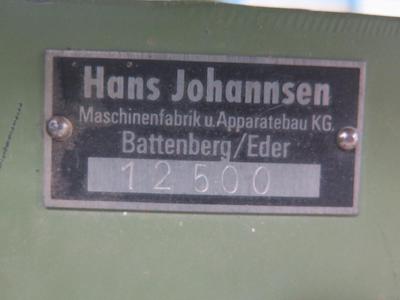 Hans Johannsen
Maschinenfabrik u.Apparatebau KG.
Battenberg/Eder
12500